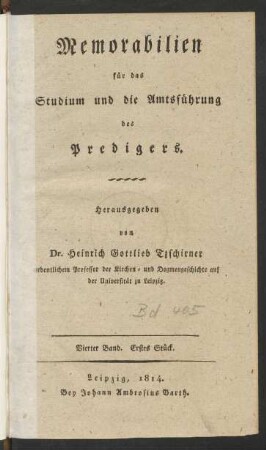 Memorabilien
für das
Studium und die Amtsführung
des
Predigers.
Herausgegeben
von
Dr. Heinrich Gottlieb Tzschirner
ordentlichem Professor der Kirchen- und Dogmengeschichte auf
der Universität zu Leipzig.
Bd 405
Vierter Band. Erstes Stück.
Leipzig, 1814.
Bey Johann Ambrosius Barth.